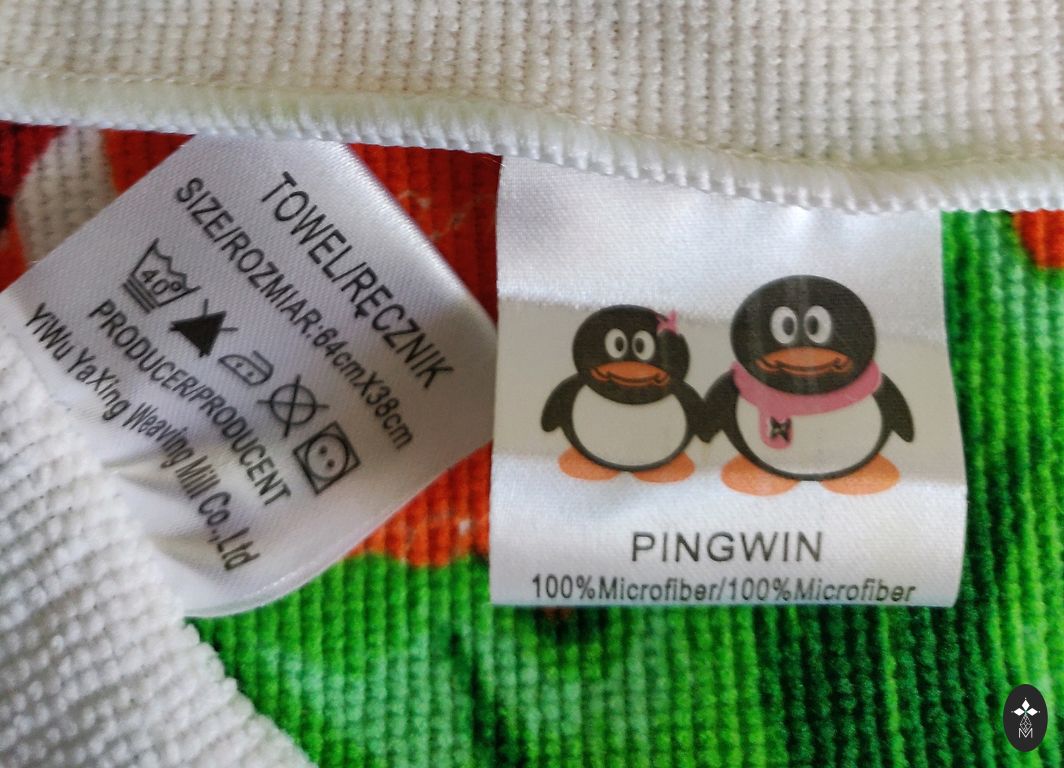 TOWEL/RĘCZNIK
SIZE/ROZMIAR:64cmX38cm
40°
PRODUCER/PRODUCENT
YiWu YaXing Weaving Mill Co.,Ltd
PINGWIN
100%Microfiber/100%Microfiber
M